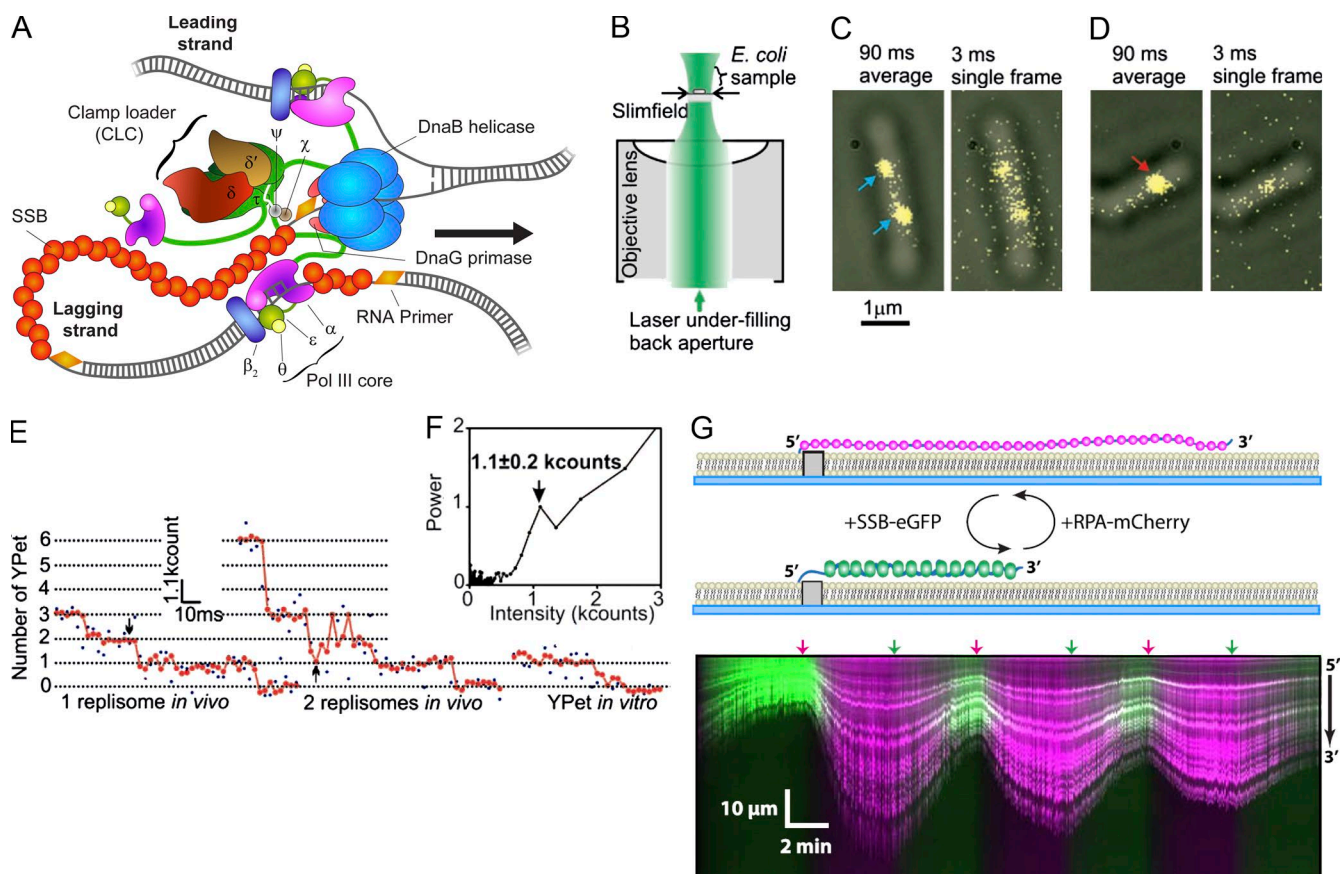 A
Leading
strand
Clamp loader
(CLC)
ψ
χ
DnaB helicase
δ'
δ
τ
SSB
DnaG primase
Lagging
strand
RNA Primer
α
ε
θ
β2
Pol III core
B
E. coli
sample
Slimfield
Objective lens
Laser under-filling
back aperture
C
90 ms
average
3 ms
single frame
1μm
D
90 ms
average
3 ms
single frame
E
Number of YPet
6
5
4
3
2
1
0
1.1kcount
10ms
1 replisome in vivo
2 replisomes in vivo
YPet in vitro
F
Power
2
1
0
1.1±0.2 kcounts
0 1 2 3
Intensity (kcounts)
G
5′ 3′
+SSB-eGFP
+RPA-mCherry
5′ 3′
5′
3′
10 μm
2 min